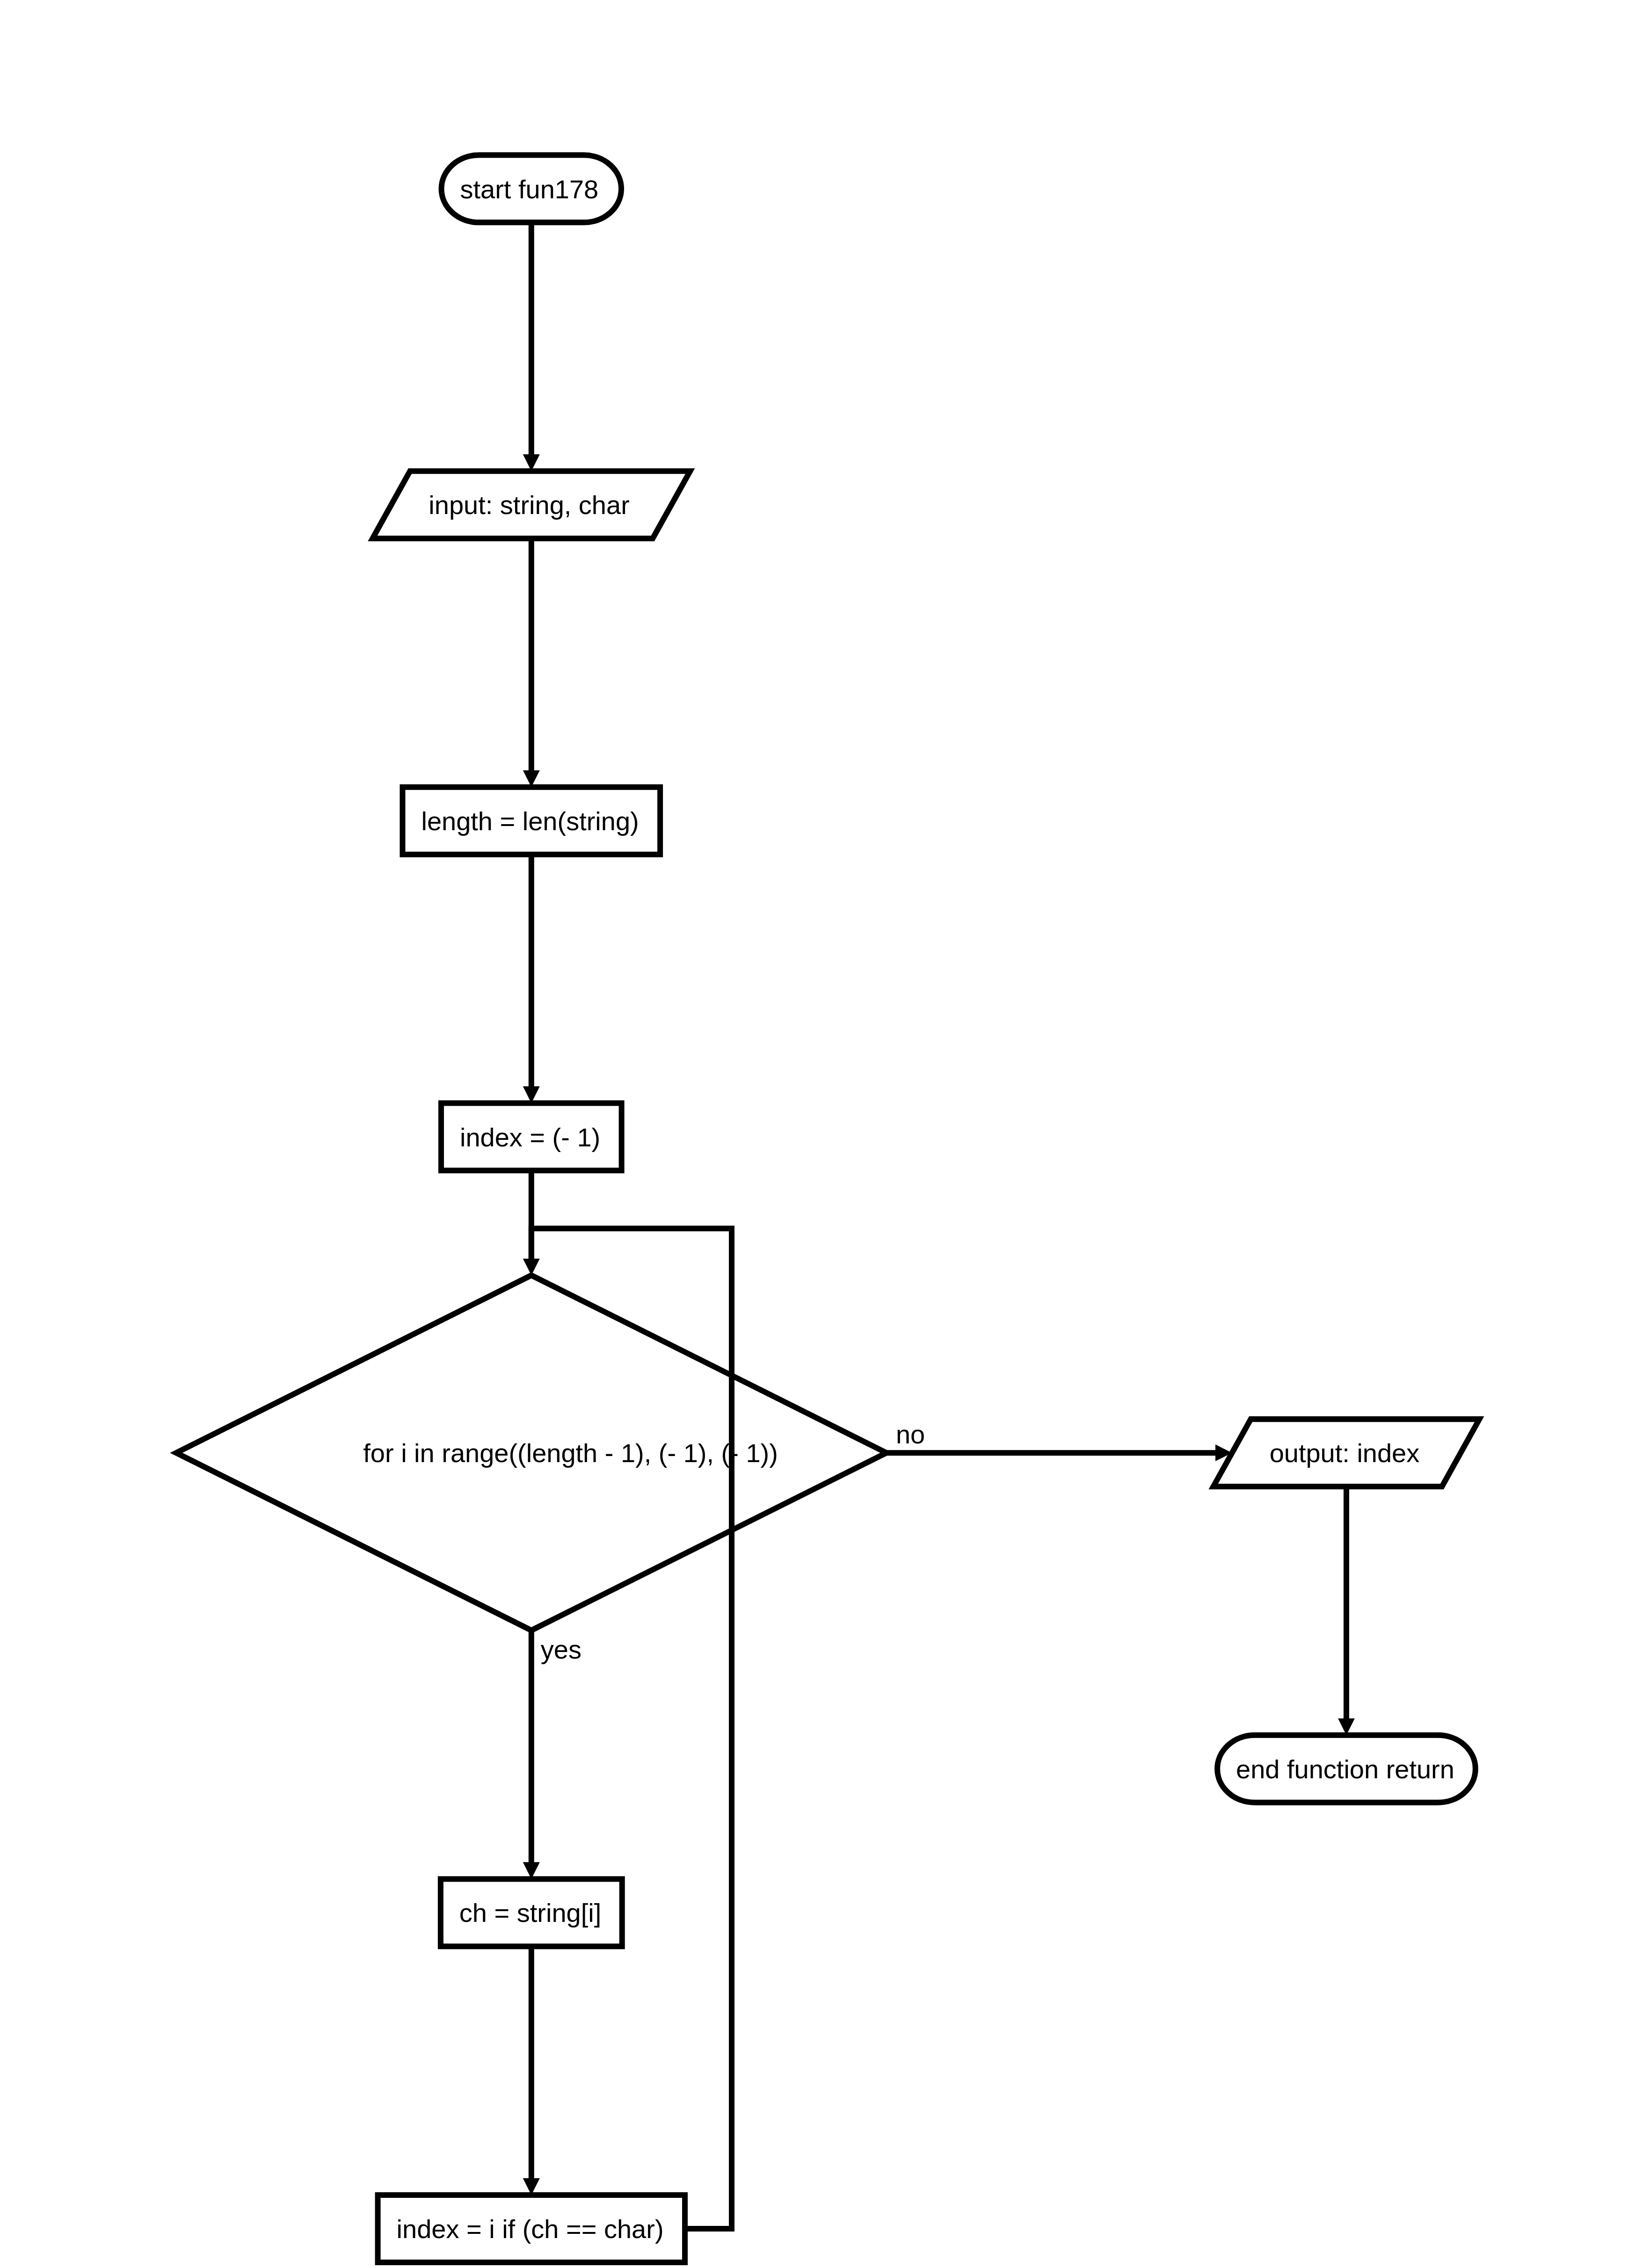 start fun178
input: string, char
length = len(string)
index = (- 1)
for i in range((length - 1), (- 1), (- 1))
no
output: index
yes
end function return
ch = string[i]
index = i if (ch == char)